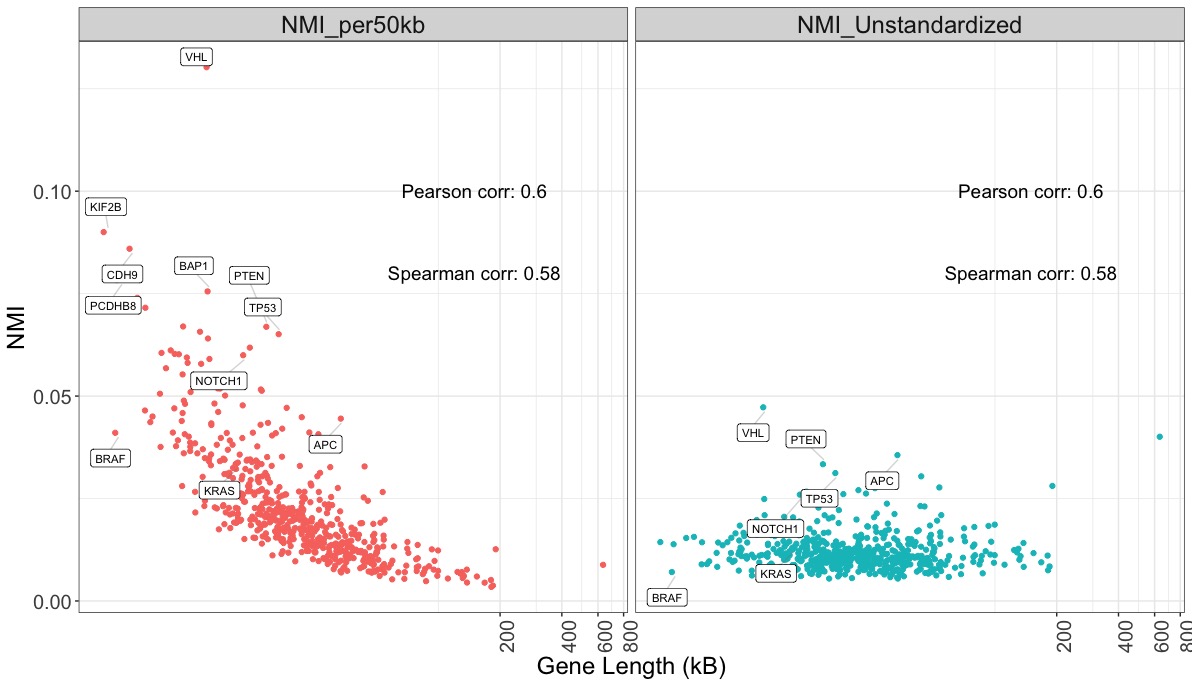 NMI_per50kb
NMI_Unstandardized
VHL
Pearson corr: 0.6
Pearson corr: 0.6
0.10
KIF2B
CDH9
BAP1
PTEN
Spearman corr: 0.58
Spearman corr: 0.58
PCDHB8
TP53
NMI
NOTCH1
0.05
BRAF
APC
KRAS
VHL
PTEN
APC
TP53
NOTCH1
KRAS
BRAF
0.00
200
400
600
800
200
400
600
800
Gene Length (kB)